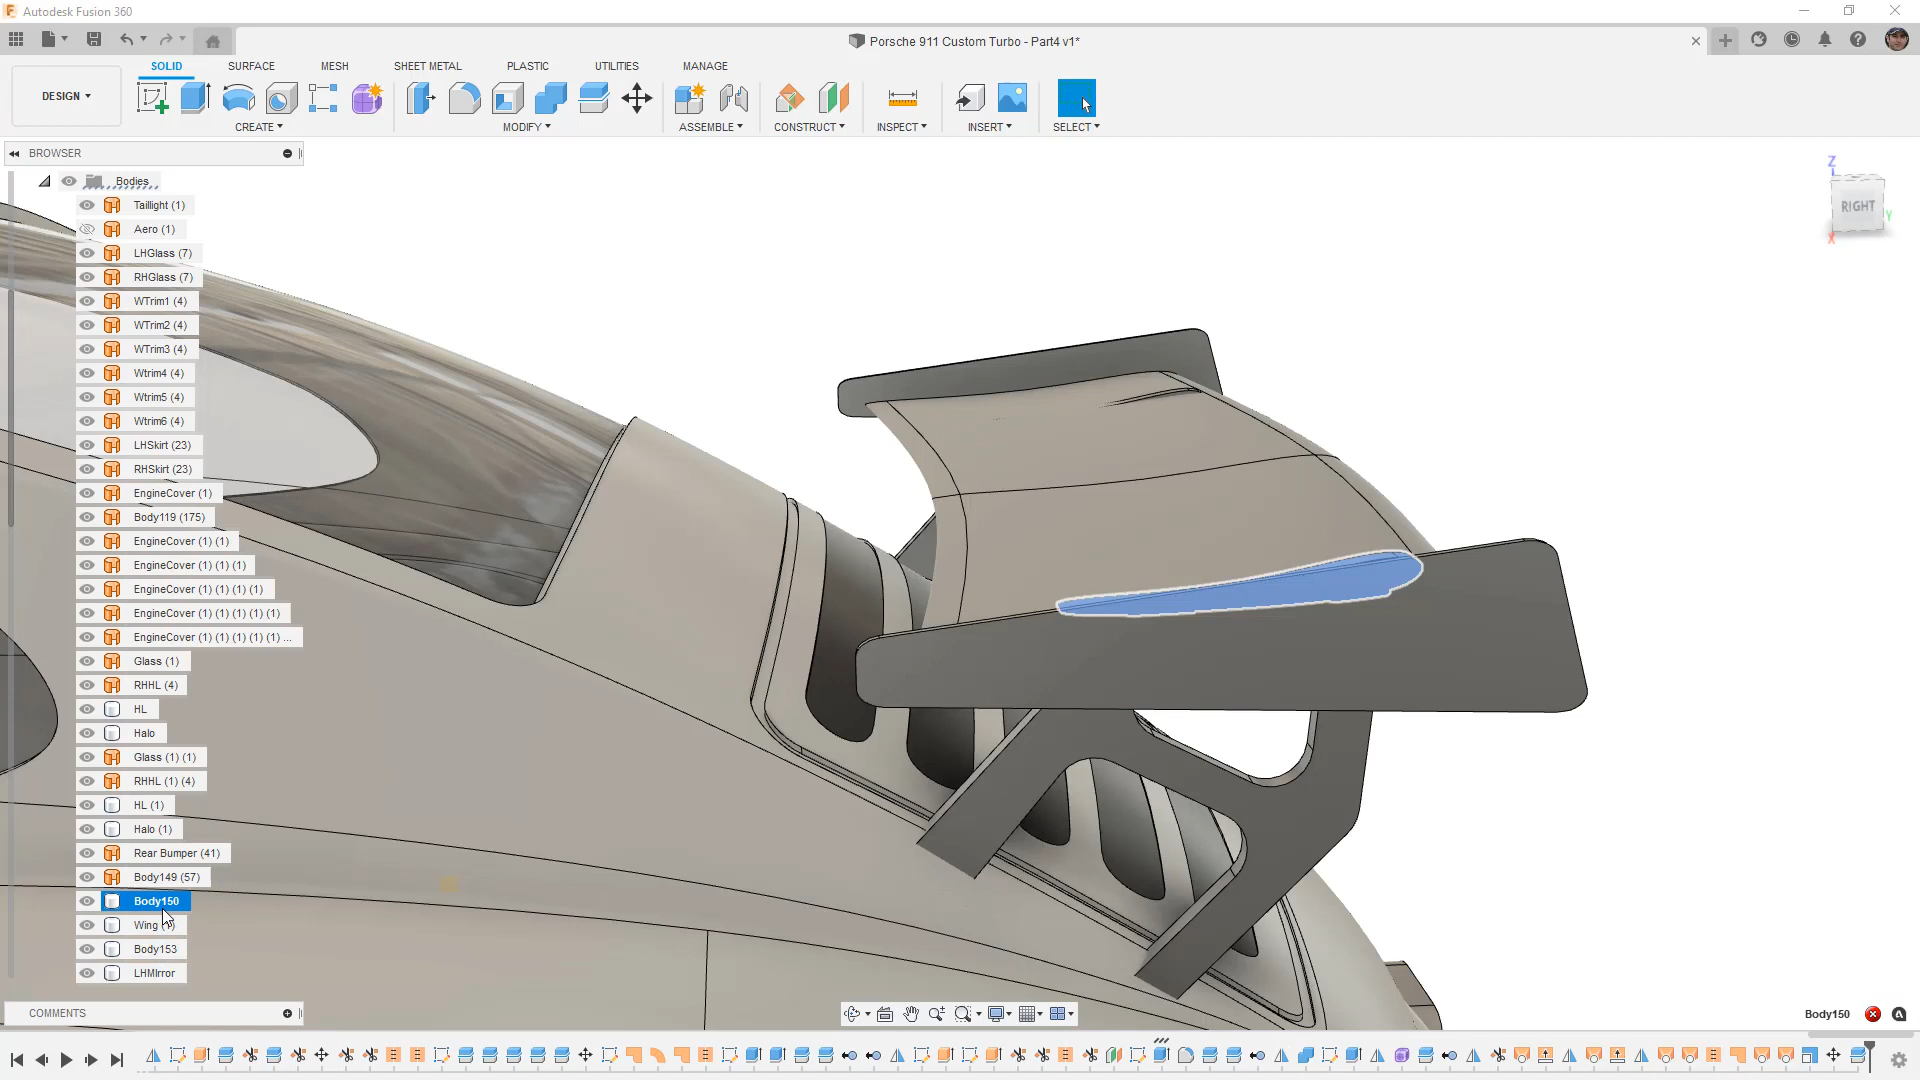 Autodesk Fusion 360
Porsche 911 Custom Turbo - Part4 v1*
DESIGN
SOLID
SURFACE
MESH
SHEET METAL
PLASTIC
UTILITIES
MANAGE
CREATE
MODIFY
ASSEMBLE
CONSTRUCT
INSPECT
INSERT
SELECT
BROWSER
Bodies
Taillight (1)
Aero (1)
LHGlass (7)
RHGlass (7)
WTrim1 (4)
WTrim2 (4)
WTrim3 (4)
Wtrim4 (4)
Wtrim5 (4)
Wtrim6 (4)
LHSkirt (23)
RHSkirt (23)
EngineCover (1)
Body119 (175)
EngineCover (1) (1)
EngineCover (1) (1) (1)
EngineCover (1) (1) (1) (1)
EngineCover (1) (1) (1) (1) (1)
EngineCover (1) (1) (1) (1) (1) ...
Glass (1)
RHHL (4)
HL
Halo
Glass (1) (1)
RHHL (1) (4)
HL (1)
Halo (1)
Rear Bumper (41)
Body149 (57)
Body150
Wing
Body153
LHMIrror
Z
RIGHT
Y
X
COMMENTS
Body150